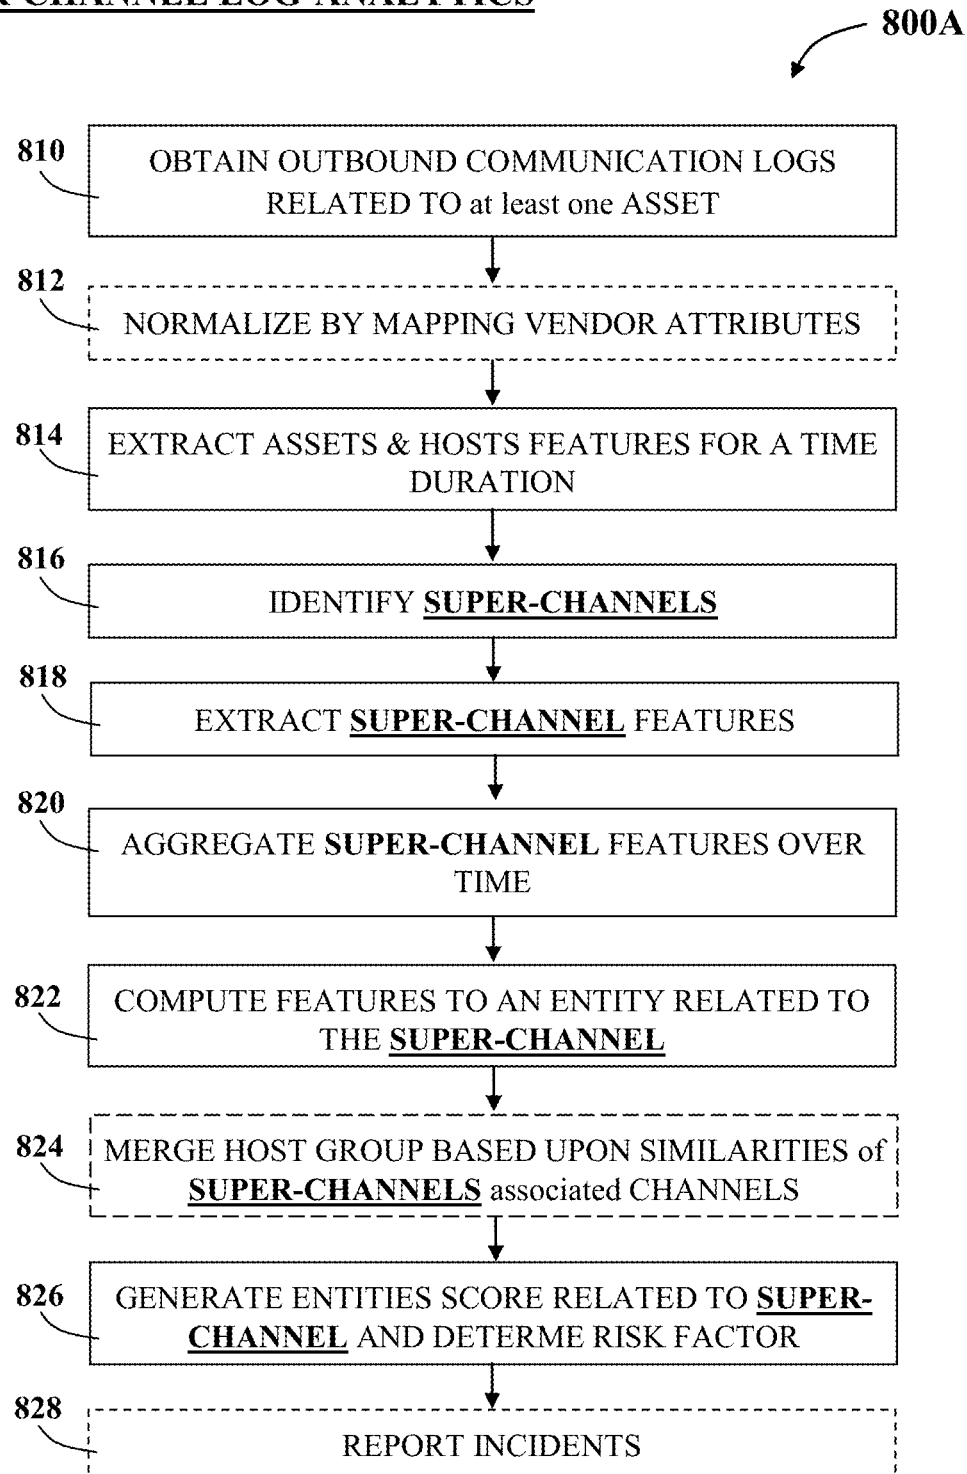 CHANNEL LOG ANALYTICS
800A
810
OBTAIN OUTBOUND COMMUNICATION LOGS
RELATED TO at least one ASSET
812
NORMALIZE BY MAPPING VENDOR ATTRIBUTES
814
EXTRACT ASSETS & HOSTS FEATURES FOR A TIME
DURATION
816
IDENTIFY SUPER-CHANNELS
818
EXTRACT SUPER-CHANNEL FEATURES
820
AGGREGATE SUPER-CHANNEL FEATURES OVER
TIME
822
COMPUTE FEATURES TO AN ENTITY RELATED TO
THE SUPER-CHANNEL
824
MERGE HOST GROUP BASED UPON SIMILARITIES of
SUPER-CHANNELS associated CHANNELS
826
GENERATE ENTITIES SCORE RELATED TO SUPER-
CHANNEL AND DETERME RISK FACTOR
828
REPORT INCIDENTS